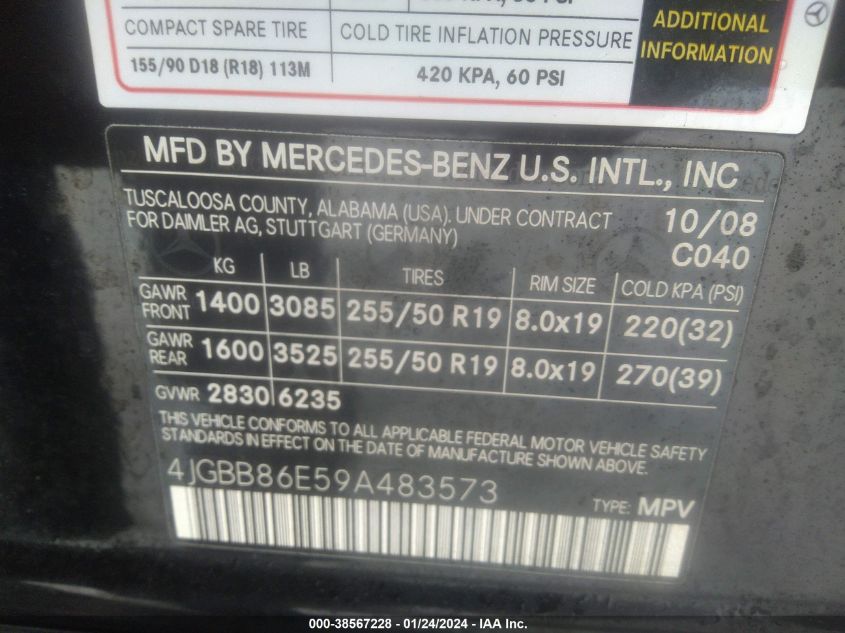 COMPACT SPARE TIRE COLD TIRE INFLATION PRESSURE
155/90 D18 (R18) 113M 420 KPA, 60 PSI
ADDITIONAL
INFORMATION
MFD BY MERCEDES-BENZ U.S. INTL., INC
TUSCALOOSA COUNTY, ALABAMA (USA). UNDER CONTRACT 10/08
FOR DAIMLER AG, STUTTGART (GERMANY) C040
KG LB TIRES RIM SIZE COLD KPA (PSI)
GAWR FRONT 1400 3085 255/50 R19 8.0x19 220(32)
GAWR REAR 1600 3525 255/50 R19 8.0x19 270(39)
GVWR 2830 6235
THIS VEHICLE CONFORMS TO ALL APPLICABLE FEDERAL MOTOR VEHICLE SAFETY
STANDARDS IN EFFECT ON THE DATE OF MANUFACTURE SHOWN ABOVE.
4JGBB86E59A483573
TYPE: MPV
000-38567228 - 01/24/2024 - IAA Inc.